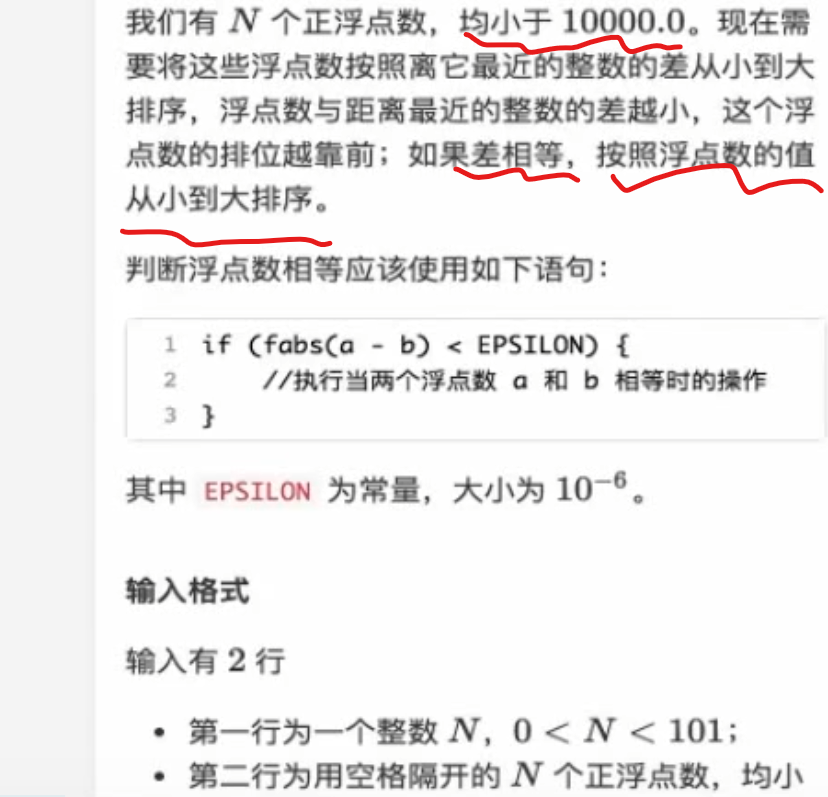 我们有 N 个正浮点数，均小于 10000.0。现在需
要将这些浮点数按照离它最近的整数的差从小到大
排序，浮点数与距离最近的整数的差越小，这个浮
点数的排位越靠前；如果差相等，按照浮点数的值
从小到大排序。
判断浮点数相等应该使用如下语句：
1 if (fabs(a - b) < EPSILON) {
2 //执行当两个浮点数 a 和 b 相等时的操作
3 }
其中 EPSILON 为常量，大小为 10⁻⁶。
输入格式
输入有 2 行
• 第一行为一个整数 N，0 < N < 101；
• 第二行为用空格隔开的 N 个正浮点数，均小